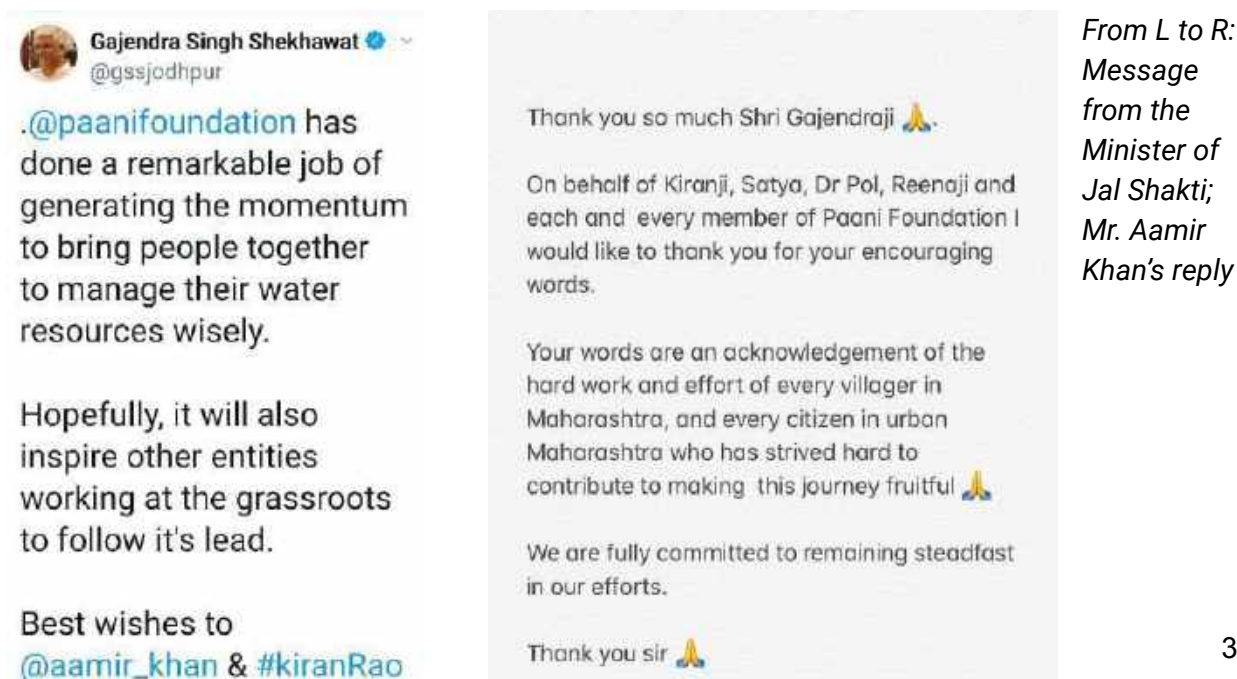 Gajendra Singh Shekhawat
@gssjodhpur
.@paanifoundation has
done a remarkable job of
generating the momentum
to bring people together
to manage their water
resources wisely.
Hopefully, it will also
inspire other entities
working at the grassroots
to follow it's lead.
Best wishes to
@aamir_khan & #kiranRao
Thank you so much Shri Gajendraji 🙏.
On behalf of Kiranji, Satya, Dr Pol, Reenaji and
each and every member of Paani Foundation I
would like to thank you for your encouraging
words.
Your words are an acknowledgement of the
hard work and effort of every villager in
Maharashtra, and every citizen in urban
Maharashtra who has strived hard to
contribute to making this journey fruitful 🙏
We are fully committed to remaining steadfast
in our efforts.
Thank you sir 🙏
From L to R:
Message
from the
Minister of
Jal Shakti;
Mr. Aamir
Khan's reply
3